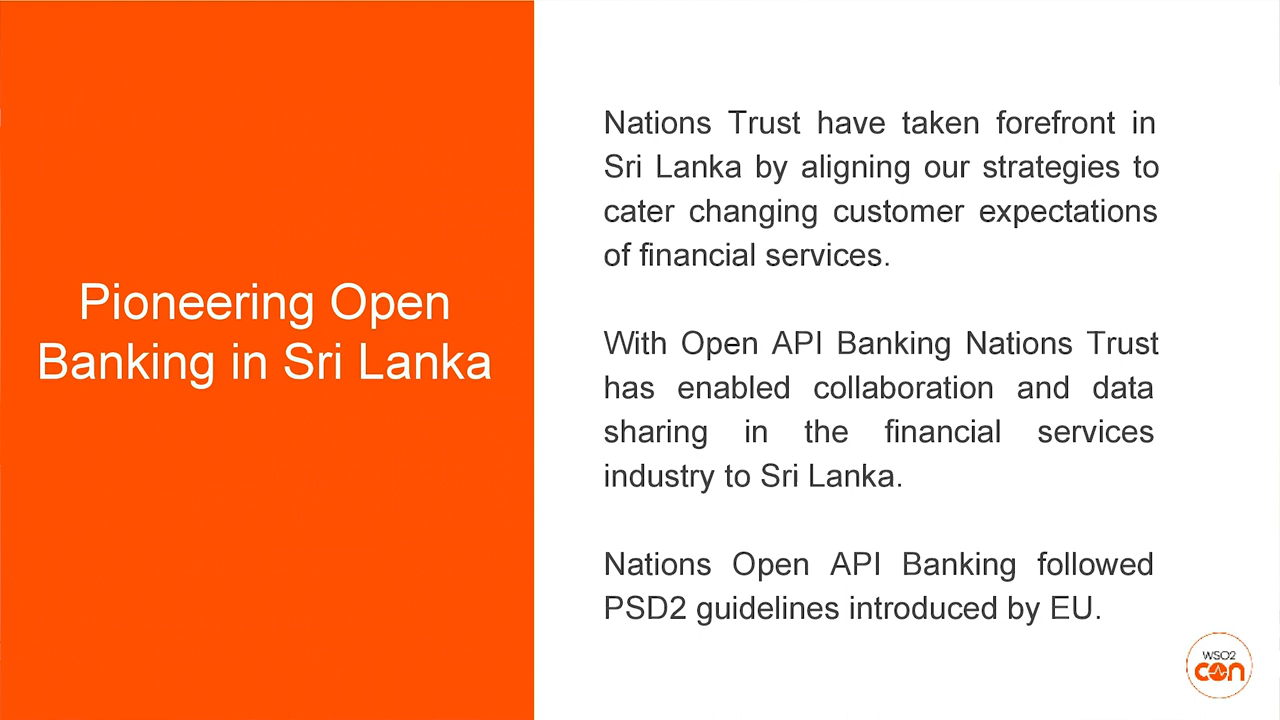 Pioneering Open
Banking in Sri Lanka
Nations Trust have taken forefront in
Sri Lanka by aligning our strategies to
cater changing customer expectations
of financial services.
With Open API Banking Nations Trust
has enabled collaboration and data
sharing in the financial services
industry to Sri Lanka.
Nations Open API Banking followed
PSD2 guidelines introduced by EU.
WSO2
con